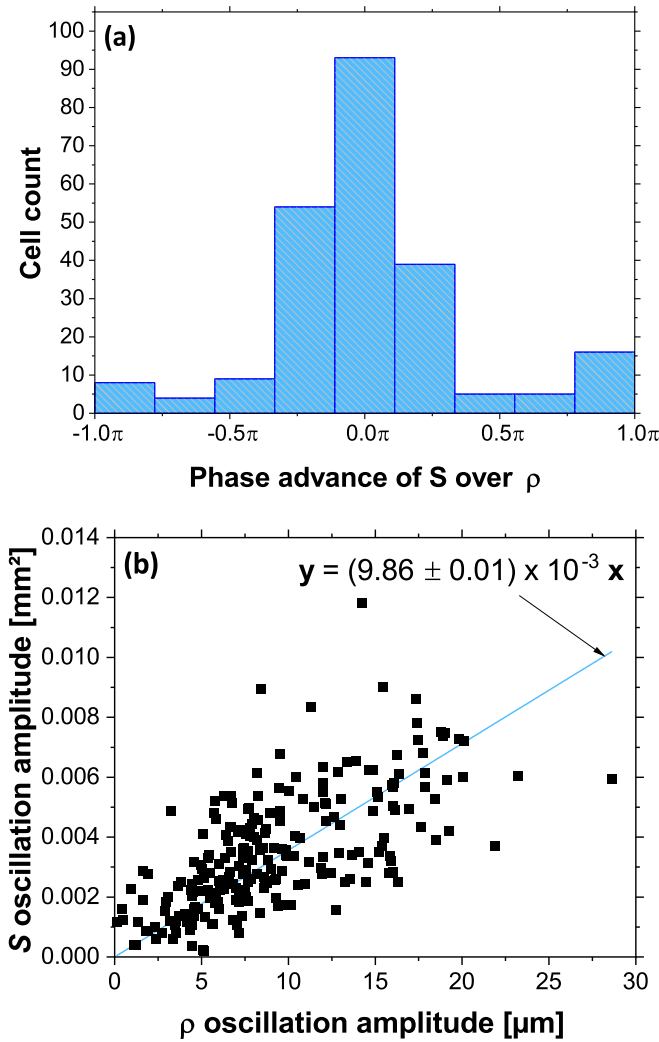 (a)
100
90
80
70
60
50
40
30
20
10
0
Cell count
-1.0π -0.5π 0.0π 0.5π 1.0π
Phase advance of S over ρ
(b)
y = (9.86 ± 0.01) x 10⁻³ x
0.014
0.012
0.010
0.008
0.006
0.004
0.002
0.000
S oscillation amplitude [mm²]
0 5 10 15 20 25 30
ρ oscillation amplitude [µm]